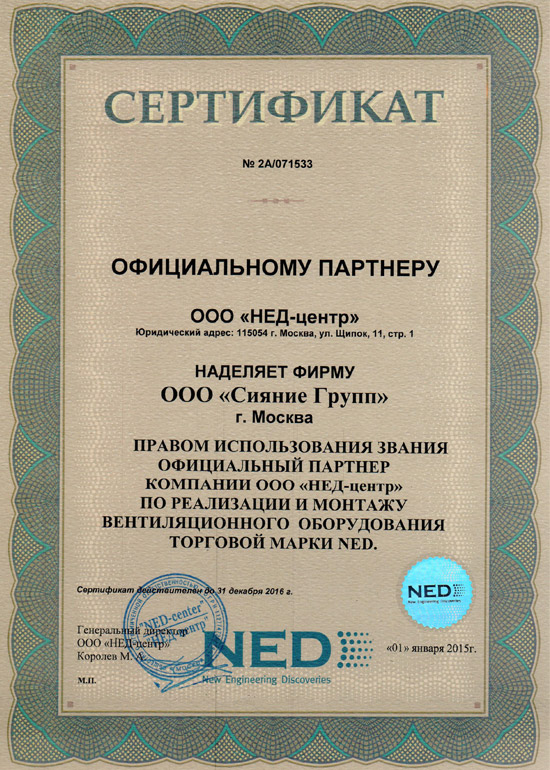 СЕРТИФИКАТ
№ 2А/071533
ОФИЦИАЛЬНОМУ ПАРТНЕРУ
ООО «НЕД-центр»
Юридический адрес: 115054 г. Москва, ул. Щипок, 11, стр. 1
НАДЕЛЯЕТ ФИРМУ
ООО «Сияние Групп»
г. Москва
ПРАВОМ ИСПОЛЬЗОВАНИЯ ЗВАНИЯ
ОФИЦИАЛЬНЫЙ ПАРТНЕР
КОМПАНИИ ООО «НЕД-центр»
ПО РЕАЛИЗАЦИИ И МОНТАЖУ
ВЕНТИЛЯЦИОННОГО ОБОРУДОВАНИЯ
ТОРГОВОЙ МАРКИ NED.
NED
New Engineering Discoveries
Сертификат действителен до 31 декабря 2016 г.
"NED-center"
"НЕД-центр"
Генеральный директор
ООО «НЕД-центр»
Королев М. А.
NED
New Engineering Discoveries
«01» января 2015г.
М.П.